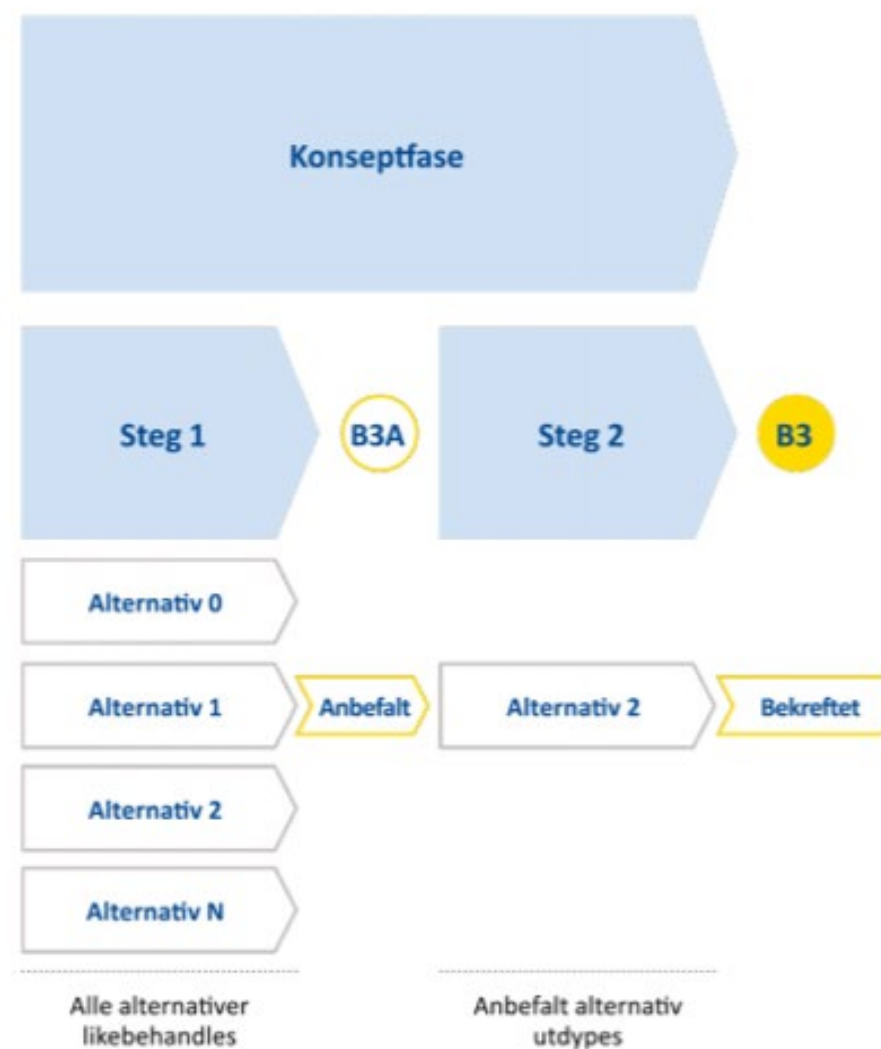 Konseptfase
Steg 1
B3A
Steg 2
B3
Alternativ 0
Alternativ 1
Anbefalt
Alternativ 2
Bekreftet
Alternativ 2
Alternativ N
Alle alternativer
likebehandles
Anbefalt alternativ
utdypes